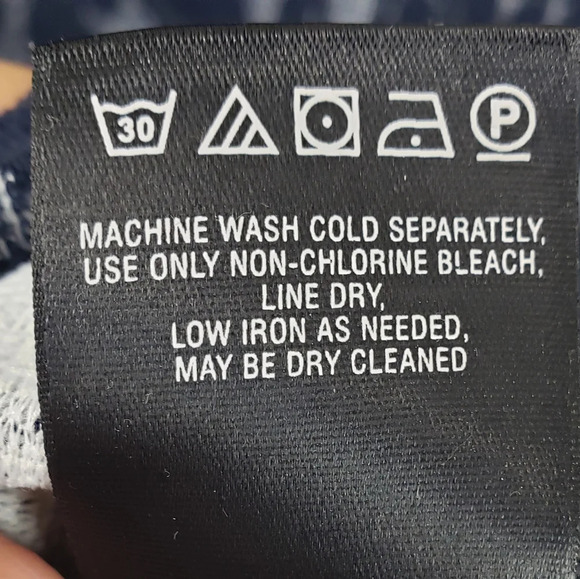 30 P
MACHINE WASH COLD SEPARATELY,
USE ONLY NON-CHLORINE BLEACH,
LINE DRY,
LOW IRON AS NEEDED,
MAY BE DRY CLEANED